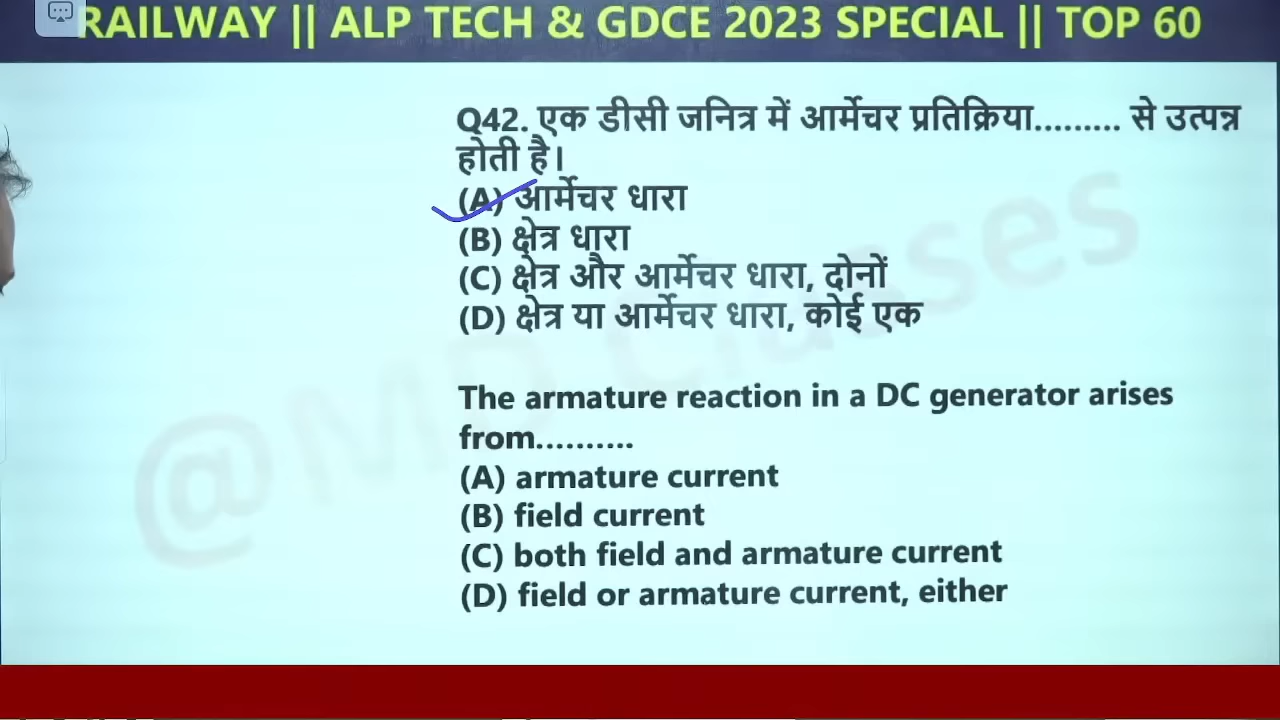 RAILWAY || ALP TECH & GDCE 2023 SPECIAL || TOP 60
Q42. एक डीसी जनित्र में आर्मेचर प्रतिक्रिया......... से उत्पन्न
होती है।
(A) आर्मेचर धारा
(B) क्षेत्र धारा
(C) क्षेत्र और आर्मेचर धारा, दोनों
(D) क्षेत्र या आर्मेचर धारा, कोई एक
The armature reaction in a DC generator arises
from..........
(A) armature current
(B) field current
(C) both field and armature current
(D) field or armature current, either
@MD Classes